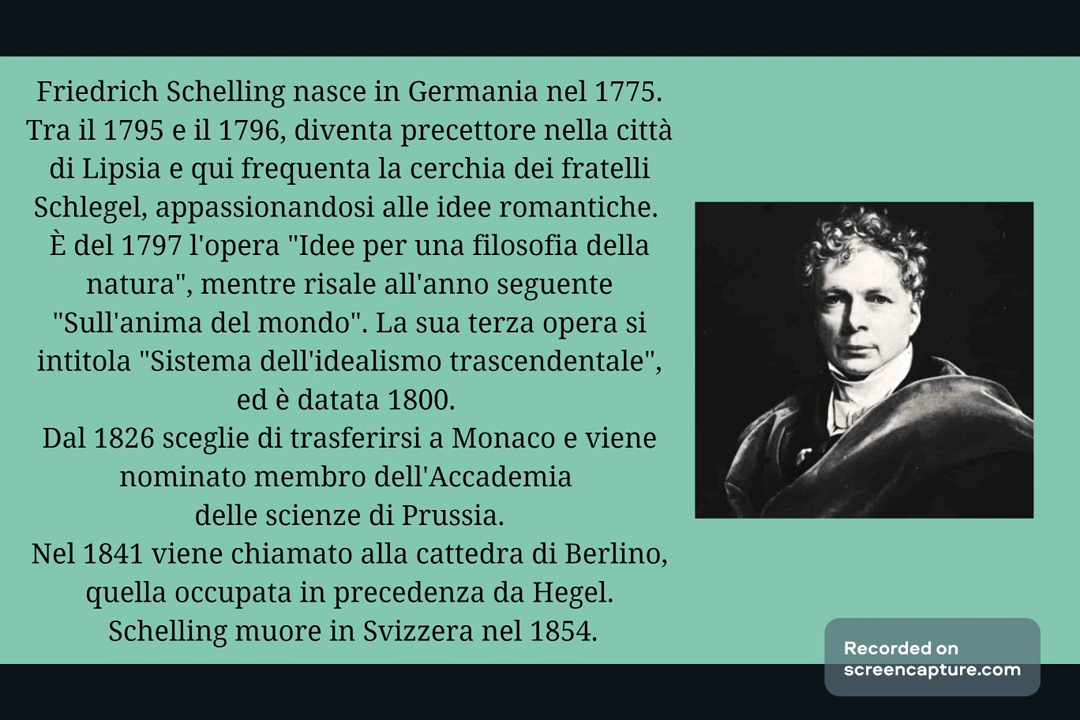 Friedrich Schelling nasce in Germania nel 1775.
Tra il 1795 e il 1796, diventa precettore nella città
di Lipsia e qui frequenta la cerchia dei fratelli
Schlegel, appassionandosi alle idee romantiche.
È del 1797 l'opera "Idee per una filosofia della
natura", mentre risale all'anno seguente
"Sull'anima del mondo". La sua terza opera si
intitola "Sistema dell'idealismo trascendentale",
ed è datata 1800.
Dal 1826 sceglie di trasferirsi a Monaco e viene
nominato membro dell'Accademia
delle scienze di Prussia.
Nel 1841 viene chiamato alla cattedra di Berlino,
quella occupata in precedenza da Hegel.
Schelling muore in Svizzera nel 1854.
Recorded on
screencapture.com